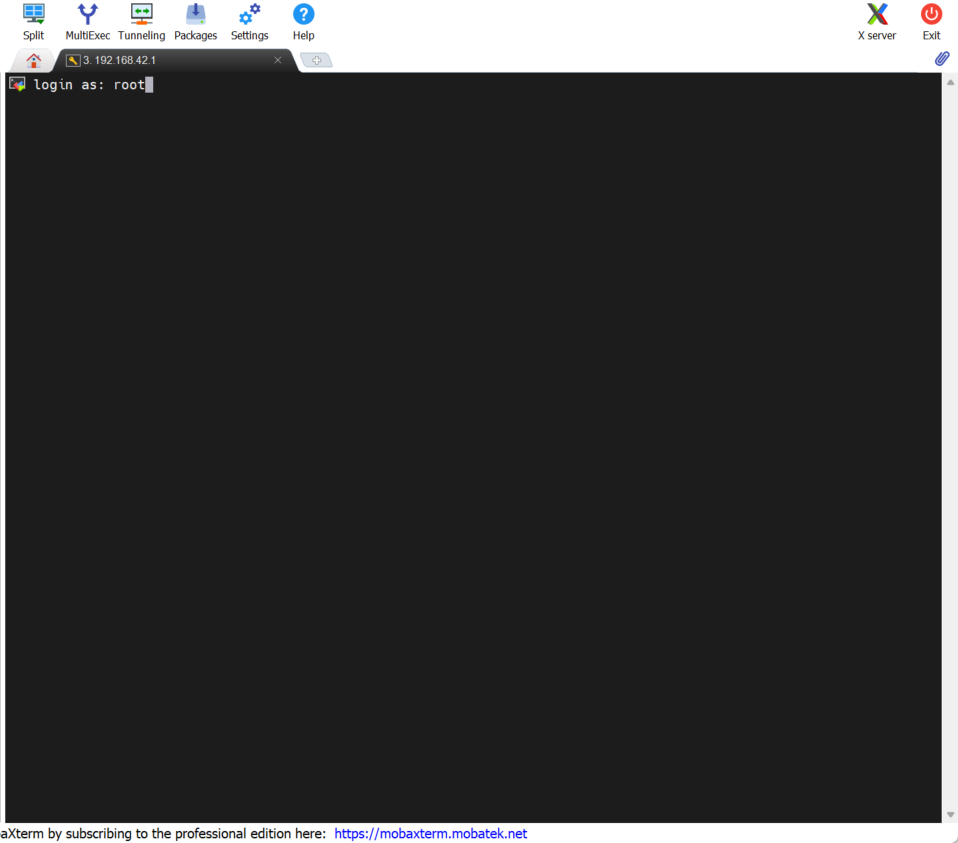 Split MultiExec Tunneling Packages Settings Help X server Exit
3. 192.168.42.1
login as: root
aXterm by subscribing to the professional edition here: https://mobaxterm.mobatek.net